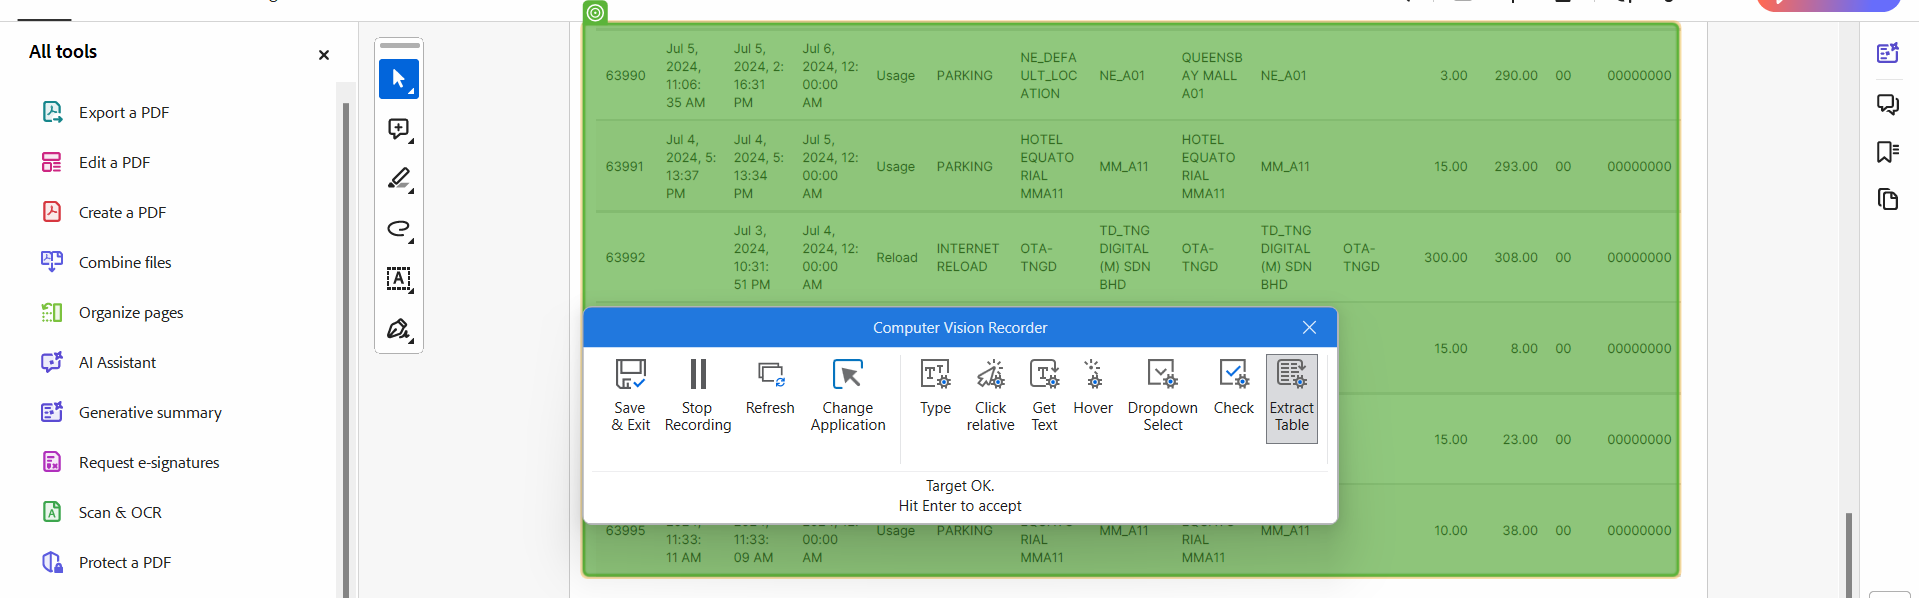 All tools
Export a PDF
Edit a PDF
Create a PDF
Combine files
Organize pages
AI Assistant
Generative summary
Request e-signatures
Scan & OCR
Protect a PDF
63990 Jul 5, 2024, 11:06:35 AM Jul 5, 2024, 2:16:31 PM Jul 6, 2024, 12:00:00 AM Usage PARKING NE_DEFAULT_LOCATION NE_A01 QUEENSBAY MALL A01 NE_A01 3.00 290.00 00 00000000
63991 Jul 4, 2024, 5:13:37 PM Jul 4, 2024, 5:13:34 PM Jul 5, 2024, 12:00:00 AM Usage PARKING HOTEL EQUATORIAL MMA11 MM_A11 HOTEL EQUATORIAL MMA11 MM_A11 15.00 293.00 00 00000000
63992 Jul 3, 2024, 10:31:51 PM Jul 4, 2024, 12:00:00 AM Reload INTERNET RELOAD OTA-TNGD TD_TNG DIGITAL (M) SDN BHD OTA-TNGD TD_TNG DIGITAL (M) SDN BHD OTA-TNGD 300.00 308.00 00 00000000
15.00 8.00 00 00000000
15.00 23.00 00 00000000
Computer Vision Recorder
Save & Exit
Stop Recording
Refresh
Change Application
Type
Click relative
Get Text
Hover
Dropdown Select
Check
Extract Table
Target OK.
Hit Enter to accept
63995 11:33:11 AM 11:33:09 AM 00:00 AM Usage PARKING RIAL MMA11 MM_A11 RIAL MMA11 MM_A11 10.00 38.00 00 00000000